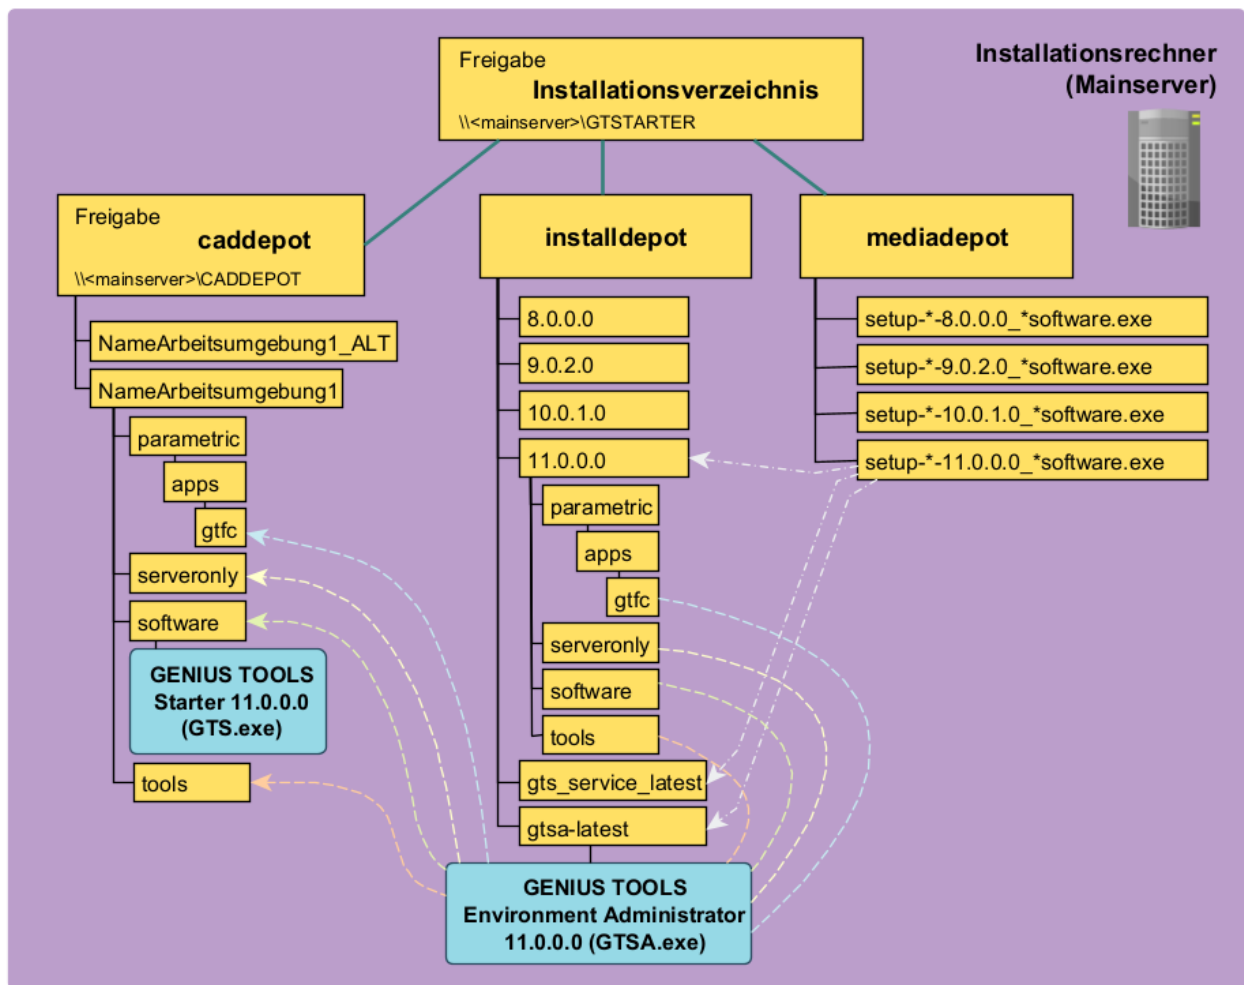 Installationsrechner
(Mainserver)
Freigabe
Installationsverzeichnis
\\<mainserver>\GTSTARTER
Freigabe
caddepot
\\<mainserver>\CADDEPOT
NameArbeitsumgebung1_ALT
NameArbeitsumgebung1
parametric
apps
gtfc
serveronly
software
GENIUS TOOLS
Starter 11.0.0.0
(GTS.exe)
tools
installdepot
8.0.0.0
9.0.2.0
10.0.1.0
11.0.0.0
parametric
apps
gtfc
serveronly
software
tools
gts_service_latest
gtsa-latest
GENIUS TOOLS
Environment Administrator
11.0.0.0 (GTSA.exe)
mediadepot
setup-*-8.0.0.0_*software.exe
setup-*-9.0.2.0_*software.exe
setup-*-10.0.1.0_*software.exe
setup-*-11.0.0.0_*software.exe